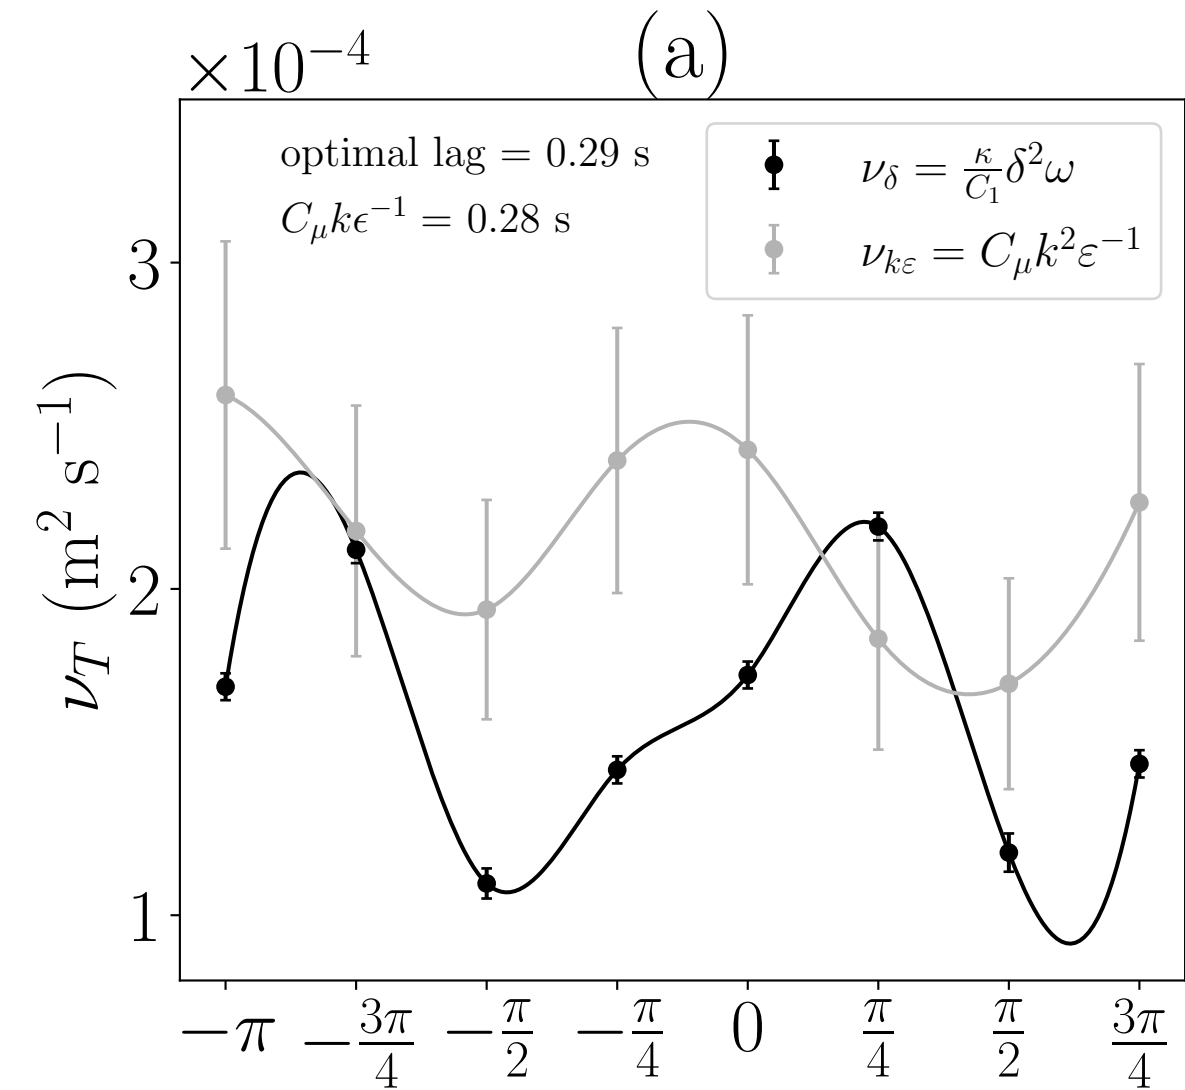 (a)
×10⁻⁴
optimal lag = 0.29 s
C_μkϵ⁻¹ = 0.28 s
ν_δ = κ/C₁ δ²ω
ν_kε = C_μk²ε⁻¹
ν_T (m² s⁻¹)
3
2
1
−π −3π/4 −π/2 −π/4 0 π/4 π/2 3π/4